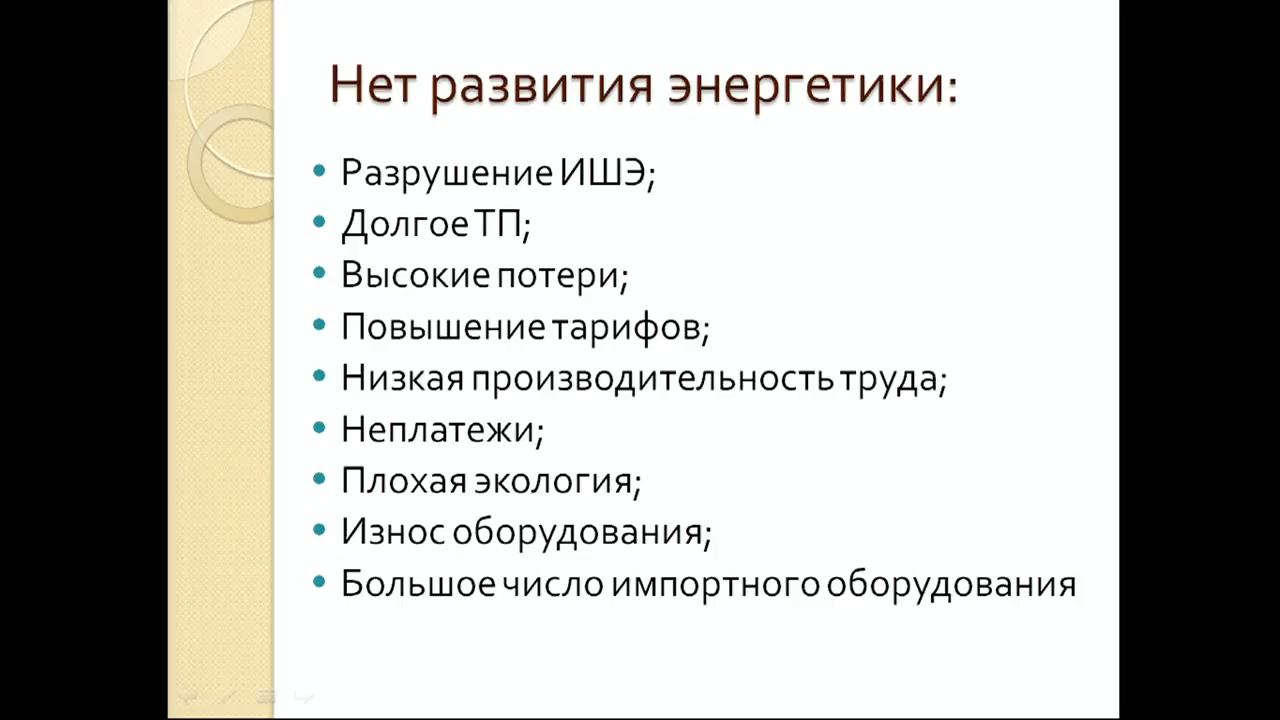 Нет развития энергетики:
• Разрушение ИШЭ;
• Долгое ТП;
• Высокие потери;
• Повышение тарифов;
• Низкая производительность труда;
• Неплатежи;
• Плохая экология;
• Износ оборудования;
• Большое число импортного оборудования